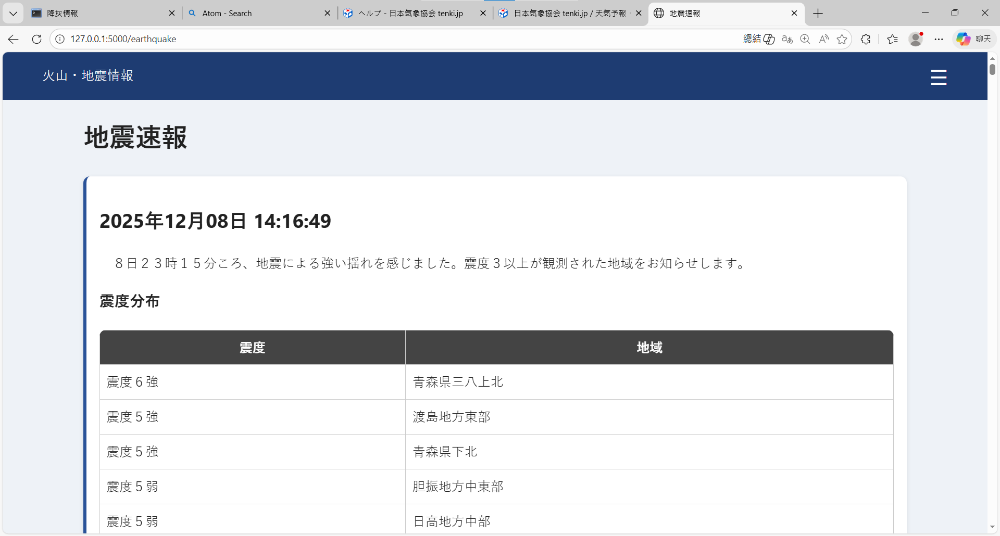 降灰情報
Atom - Search
ヘルプ - 日本気象協会 tenki.jp
日本気象協会 tenki.jp / 天気予報
地震速報
127.0.0.1:5000/earthquake
總結
聊天
火山・地震情報
地震速報
2025年12月08日 14:16:49
８日２３時１５分ころ、地震による強い揺れを感じました。震度３以上が観測された地域をお知らせします。
震度分布
震度 地域
震度６強 青森県三八上北
震度５強 渡島地方東部
震度５強 青森県下北
震度５弱 胆振地方中東部
震度５弱 日高地方中部